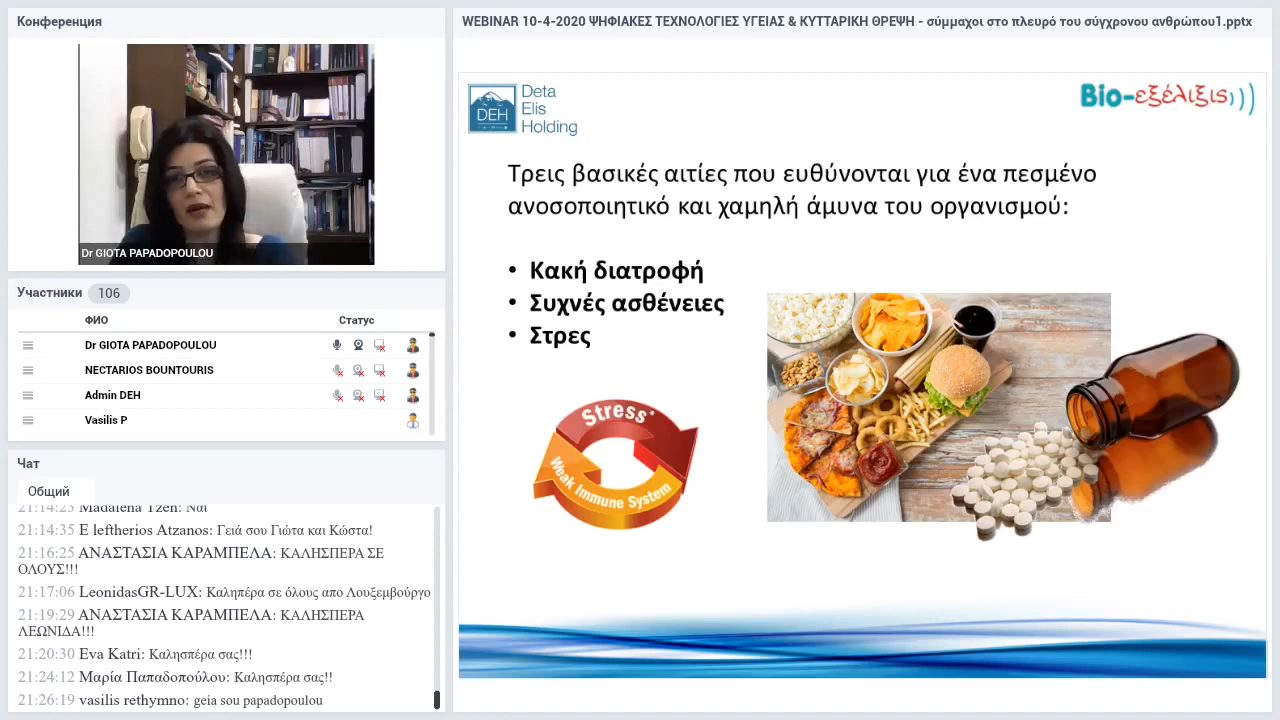 Конференция
Dr GIOTA PAPADOPOULOU
Участники 106
ФИО Статус
Dr GIOTA PAPADOPOULOU
NECTARIOS BOUNTOURIS
Admin DEH
Vasilis P
Чат
Общий
21:14:23 Madalena Tzen: Ναι
21:14:35 E leftherios Atzanos: Γειά σου Γιώτα και Κώστα!
21:16:25 ΑΝΑΣΤΑΣΙΑ ΚΑΡΑΜΠΕΛΑ: ΚΑΛΗΣΠΕΡΑ ΣΕ
ΟΛΟΥΣ!!!
21:17:06 LeonidasGR-LUX: Καληπέρα σε όλους απο Λουξεμβούργο
21:19:29 ΑΝΑΣΤΑΣΙΑ ΚΑΡΑΜΠΕΛΑ: ΚΑΛΗΣΠΕΡΑ
ΛΕΩΝΙΔΑ!!!
21:20:30 Eva Katri: Καλησπέρα σας!!!
21:24:12 Μαρία Παπαδοπούλου: Καλησπέρα σας!!
21:26:19 vasilis rethymno: geia sou papadopoulou
WEBINAR 10-4-2020 ΨΗΦΙΑΚΕΣ ΤΕΧΝΟΛΟΓΙΕΣ ΥΓΕΙΑΣ & ΚΥΤΤΑΡΙΚΗ ΘΡΕΨΗ - σύμμαχοι στο πλευρό του σύγχρονου ανθρώπου1.pptx
DEH
Deta
Elis
Holding
Bio-εξέλιξις
Τρεις βασικές αιτίες που ευθύνονται για ένα πεσμένο
ανοσοποιητικό και χαμηλή άμυνα του οργανισμού:
• Κακή διατροφή
• Συχνές ασθένειες
• Στρες
Stress
Weak Immune System